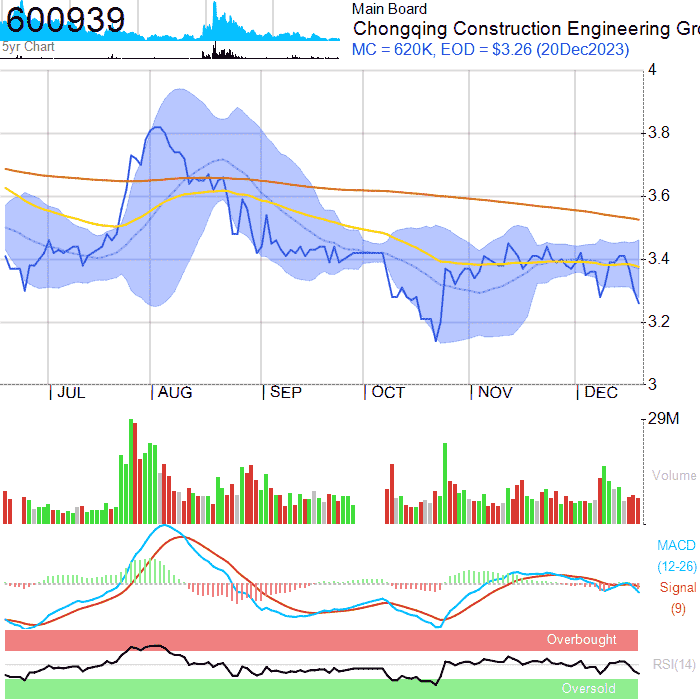 600939
5yr Chart
Main Board
Chongqing Construction Engineering Gro
MC = 620K, EOD = $3.26 (20Dec2023)
4
3.8
3.6
3.4
3.2
3
JUL AUG SEP OCT NOV DEC
29M
Volume
MACD
(12-26)
Signal
(9)
Overbought
RSI(14)
Oversold